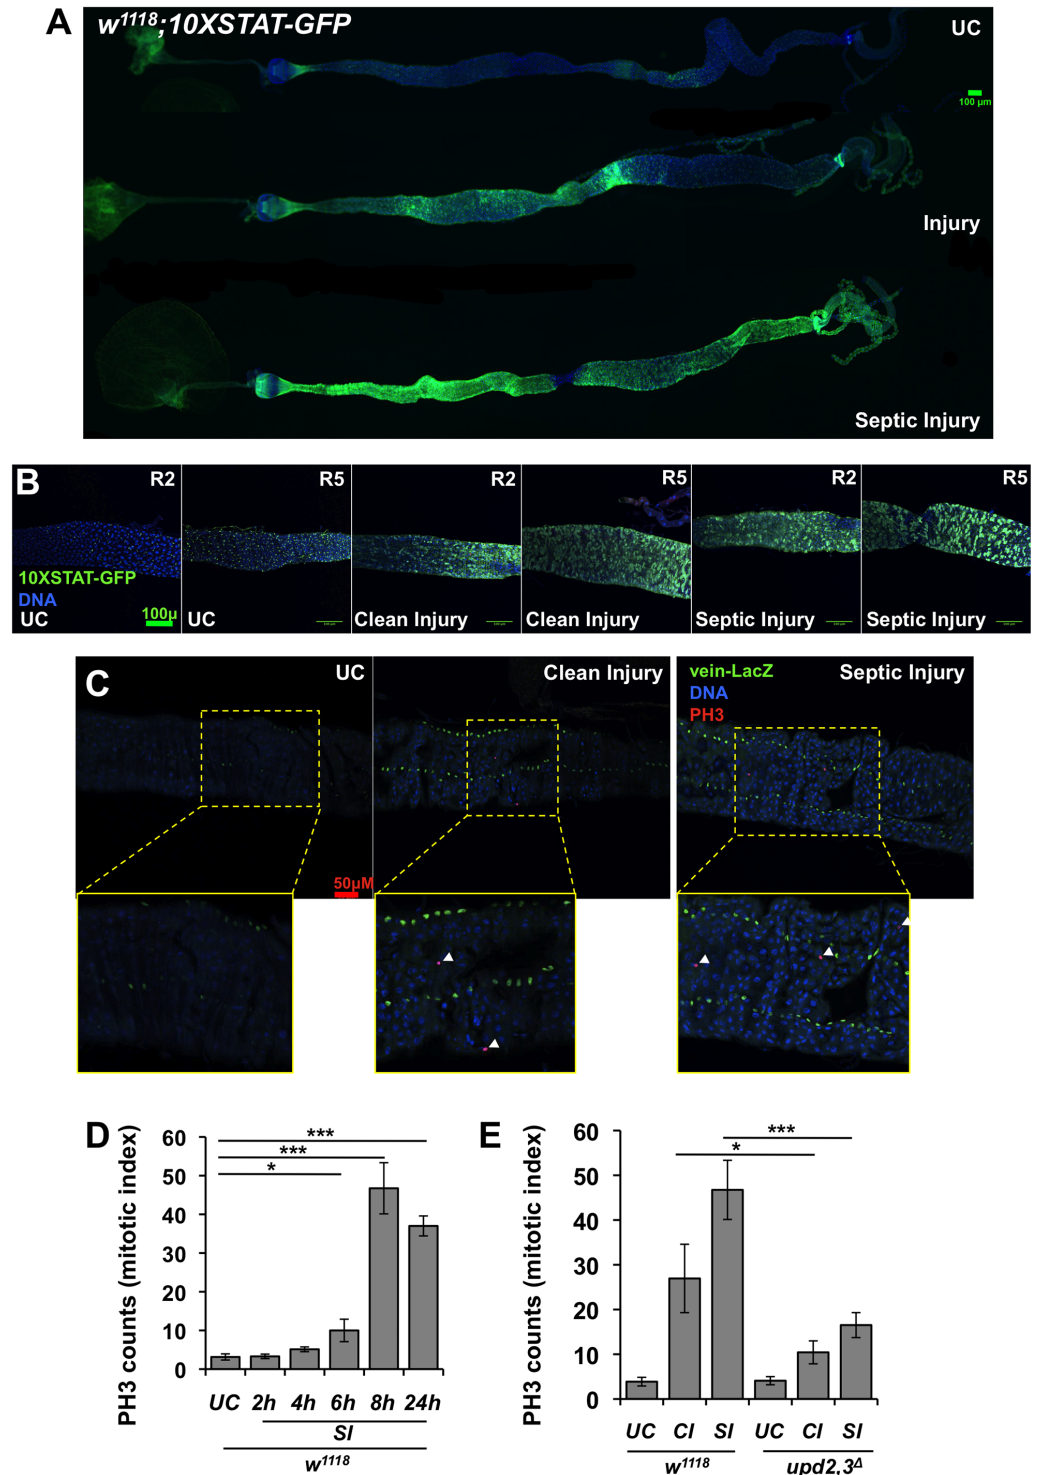 A
w1118;10XSTAT-GFP
UC
100 µm
Injury
Septic Injury
B
R2
R5
R2
R5
R2
R5
10XSTAT-GFP
DNA
100µ
UC
UC
Clean Injury
Clean Injury
Septic Injury
Septic Injury
C
UC
Clean Injury
vein-LacZ
DNA
PH3
Septic Injury
50µM
D
PH3 counts (mitotic index)
60
50
40
30
20
10
0
***
***
*
UC 2h 4h 6h 8h 24h
SI
w1118
E
PH3 counts (mitotic index)
60
50
40
30
20
10
0
***
*
UC CI SI UC CI SI
w1118 upd2,3Δ